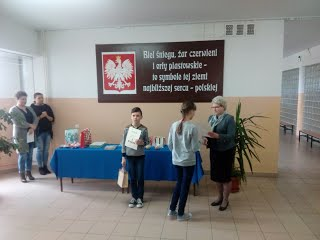 Biel śniegu, żar czerwieni
i orły piastowskie -
to symbole tej ziemi
najbliższej sercu - polskiej